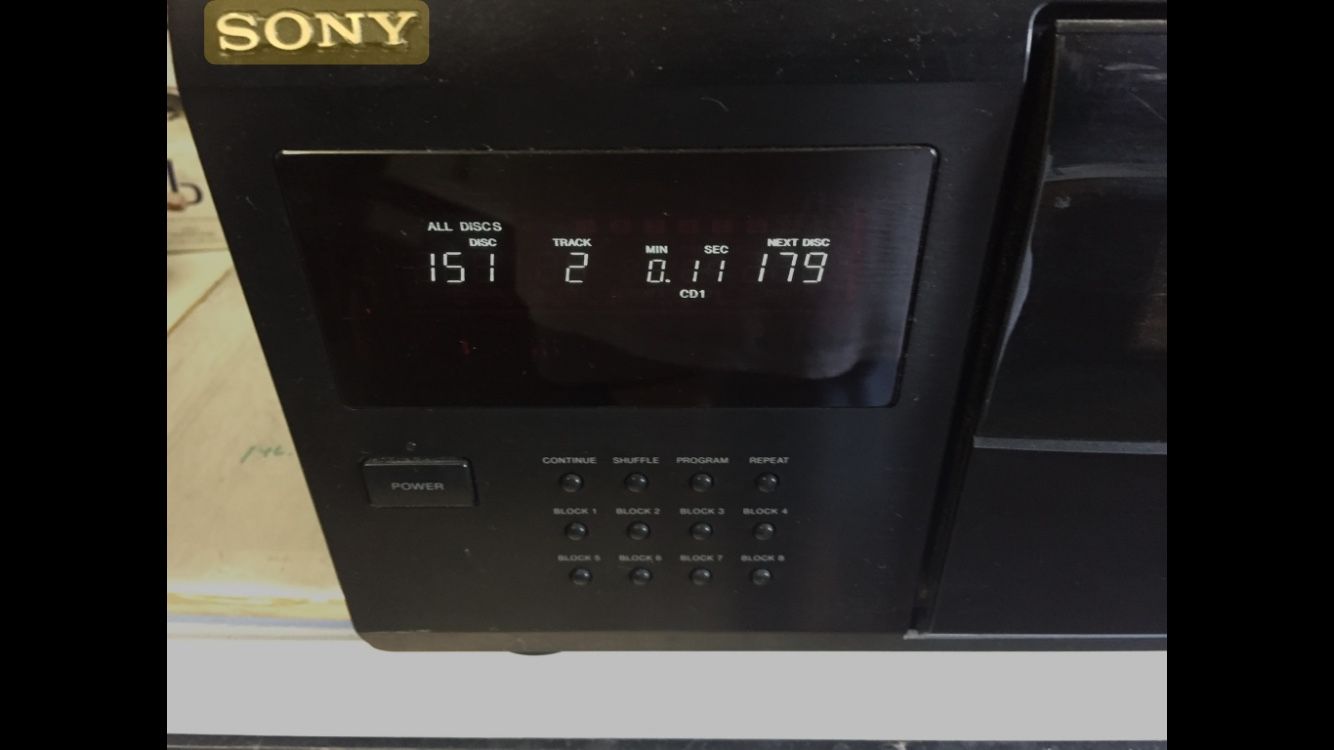 SONY
ALL DISCS
DISC TRACK MIN SEC NEXT DISC
151 2 0.11 179
CD1
POWER
CONTINUE SHUFFLE PROGRAM REPEAT
BLOCK 1 BLOCK 2 BLOCK 3 BLOCK 4
BLOCK 5 BLOCK 6 BLOCK 7 BLOCK 8